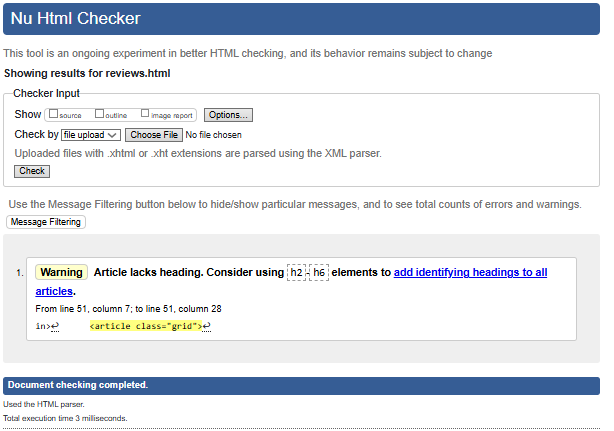 Nu Html Checker
This tool is an ongoing experiment in better HTML checking, and its behavior remains subject to change
Showing results for reviews.html
Checker Input
Show source outline image report Options...
Check by file upload Choose File No file chosen
Uploaded files with .xhtml or .xht extensions are parsed using the XML parser.
Check
Use the Message Filtering button below to hide/show particular messages, and to see total counts of errors and warnings.
Message Filtering
1. Warning Article lacks heading. Consider using h2-h6 elements to add identifying headings to all
articles.
From line 51, column 7; to line 51, column 28
in>↩ <article class="grid">↩
Document checking completed.
Used the HTML parser.
Total execution time 3 milliseconds.